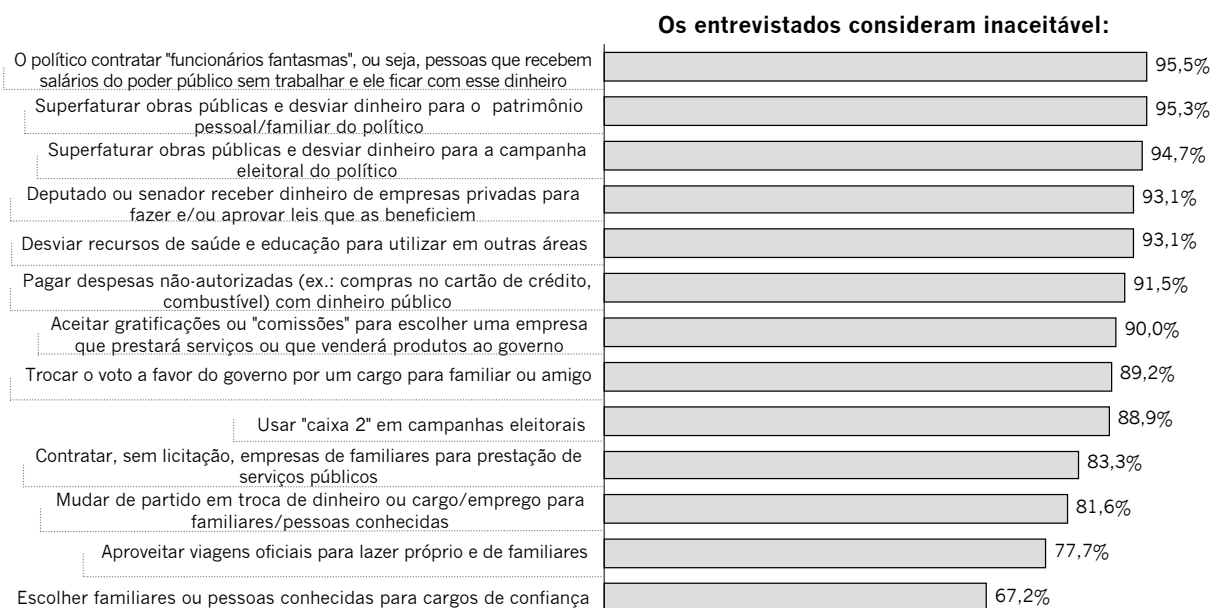 Os entrevistados consideram inaceitável:
O político contratar "funcionários fantasmas", ou seja, pessoas que recebem
salários do poder público sem trabalhar e ele ficar com esse dinheiro
95,5%
Superfaturar obras públicas e desviar dinheiro para o patrimônio
pessoal/familiar do político
95,3%
Superfaturar obras públicas e desviar dinheiro para a campanha
eleitoral do político
94,7%
Deputado ou senador receber dinheiro de empresas privadas para
fazer e/ou aprovar leis que as beneficiem
93,1%
Desviar recursos de saúde e educação para utilizar em outras áreas
93,1%
Pagar despesas não-autorizadas (ex.: compras no cartão de crédito,
combustível) com dinheiro público
91,5%
Aceitar gratificações ou "comissões" para escolher uma empresa
que prestará serviços ou que venderá produtos ao governo
90,0%
Trocar o voto a favor do governo por um cargo para familiar ou amigo
89,2%
Usar "caixa 2" em campanhas eleitorais
88,9%
Contratar, sem licitação, empresas de familiares para prestação de
serviços públicos
83,3%
Mudar de partido em troca de dinheiro ou cargo/emprego para
familiares/pessoas conhecidas
81,6%
Aproveitar viagens oficiais para lazer próprio e de familiares
77,7%
Escolher familiares ou pessoas conhecidas para cargos de confiança
67,2%